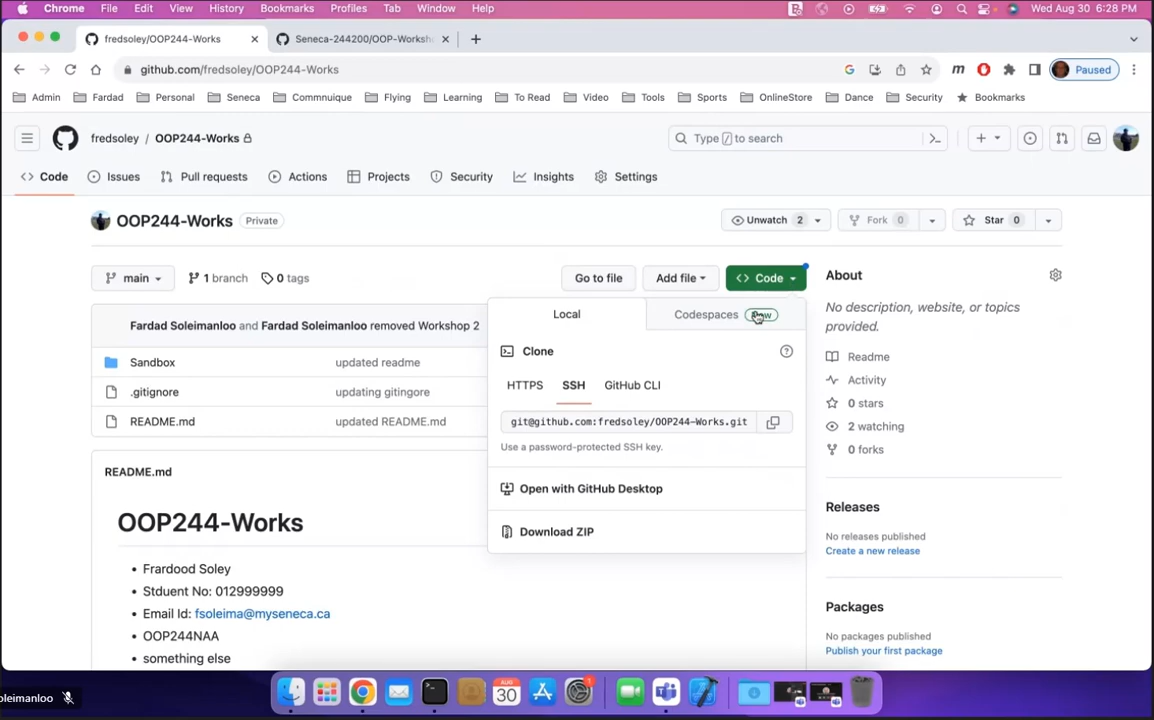 Chrome File Edit View History Bookmarks Profiles Tab Window Help Wed Aug 30 6:28 PM
fredsoley/OOP244-Works Seneca-244200/OOP-Worksh
github.com/fredsoley/OOP244-Works Paused
Admin Fardad Personal Seneca Commnuique Flying Learning To Read Video Tools Sports OnlineStore Dance Security Bookmarks
fredsoley / OOP244-Works Type / to search
Code Issues Pull requests Actions Projects Security Insights Settings
OOP244-Works Private Unwatch 2 Fork 0 Star 0
main 1 branch 0 tags Go to file Add file Code
About
No description, website, or topics
provided.
Readme
Activity
0 stars
2 watching
0 forks
Releases
No releases published
Create a new release
Packages
No packages published
Publish your first package
Fardad Soleimanloo and Fardad Soleimanloo removed Workshop 2
Sandbox updated readme
.gitignore updating gitingore
README.md updated README.md
Local Codespaces
Clone
HTTPS SSH GitHub CLI
git@github.com:fredsoley/OOP244-Works.git
Use a password-protected SSH key.
Open with GitHub Desktop
Download ZIP
README.md
OOP244-Works
Frardood Soley
Stduent No: 012999999
Email Id: fsoleima@myseneca.ca
OOP244NAA
something else
oleimanloo
AUG
30
1